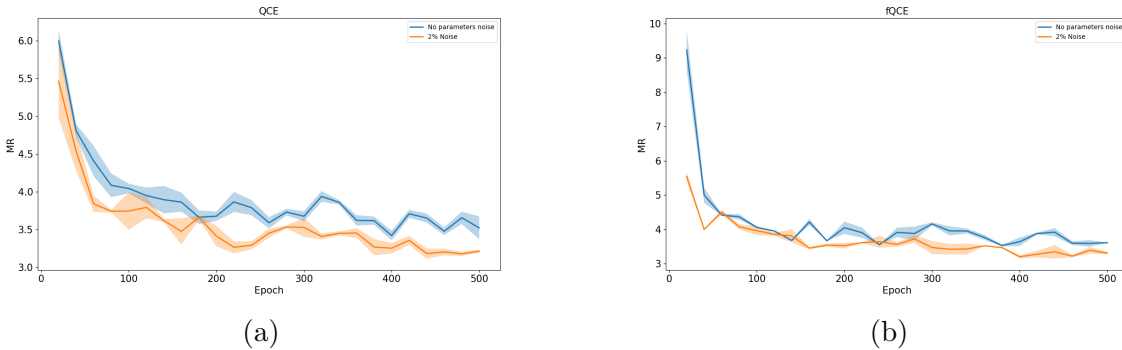 QCE
No parameters noise
2% Noise
6.0
5.5
5.0
4.5
4.0
3.5
3.0
MR
0
100
200
300
400
500
Epoch
(a)
fQCE
No parameters noise
2% Noise
10
9
8
7
6
5
4
3
MR
0
100
200
300
400
500
Epoch
(b)